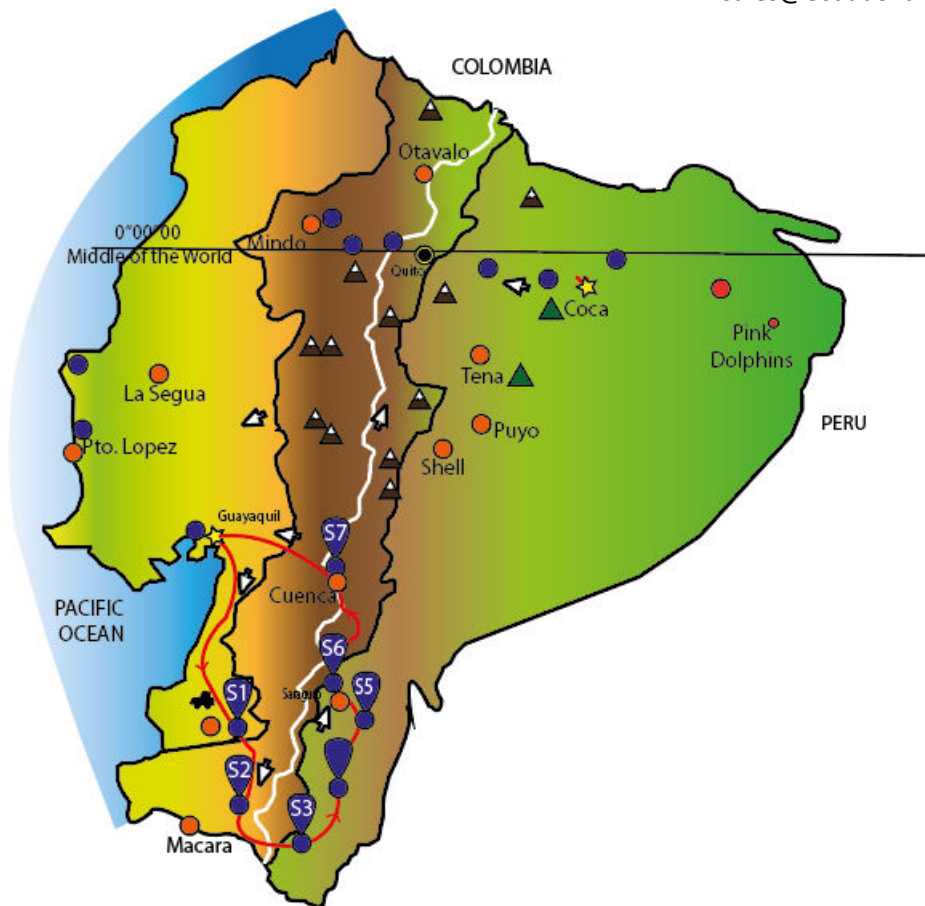 COLOMBIA
Otavalo
0°00"00
Mindo
Middle of the World
Quito
Coca
Pink
Dolphins
La Segua
Tena
PERU
Puyo
Pto. Lopez
Shell
Guayaquil
S7
Cuenca
PACIFIC
OCEAN
S6
S1
S5
S2
S3
Macara